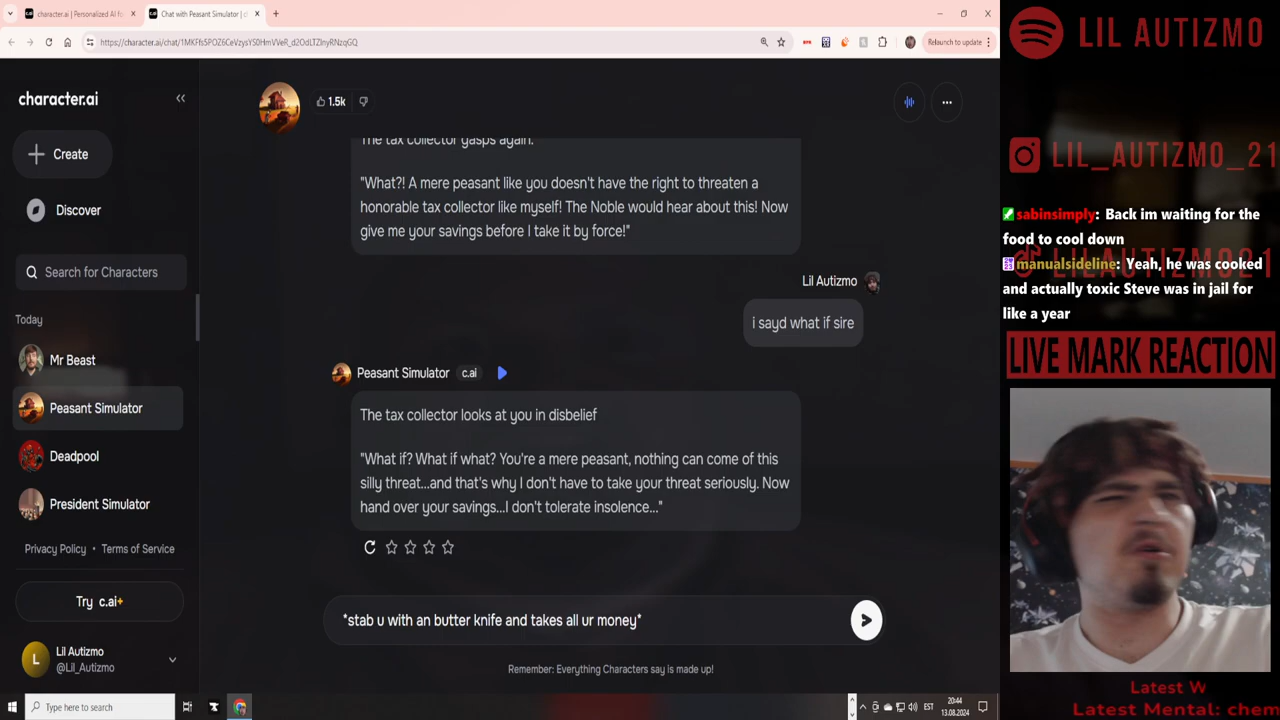 character.ai | Personalized AI fo
Chat with Peasant Simulator | c
Relaunch to update
character.ai
Create
Discover
Search for Characters
Today
Mr Beast
Peasant Simulator
Deadpool
President Simulator
Privacy Policy • Terms of Service
Try c.ai+
L
Lil Autizmo
@Lil_Autizmo
1.5k
The tax collector gasps again.
"What?! A mere peasant like you doesn't have the right to threaten a
honorable tax collector like myself! The Noble would hear about this! Now
give me your savings before I take it by force!"
Lil Autizmo
i sayd what if sire
Peasant Simulator c.ai
The tax collector looks at you in disbelief
"What if? What if what? You're a mere peasant, nothing can come of this
silly threat...and that's why I don't have to take your threat seriously. Now
hand over your savings...I don't tolerate insolence..."
*stab u with an butter knife and takes all ur money*
Remember: Everything Characters say is made up!
Type here to search
EST
20:44
13.08.2024
LIL AUTIZMO
LIL_AUTIZMO_21
LILAUTIZMO21
sabinsimply: Back im waiting for the
food to cool down
manualsideline: Yeah, he was cooked
and actually toxic Steve was in jail for
like a year
LIVE MARK REACTION
Latest W
Latest Mental: chem